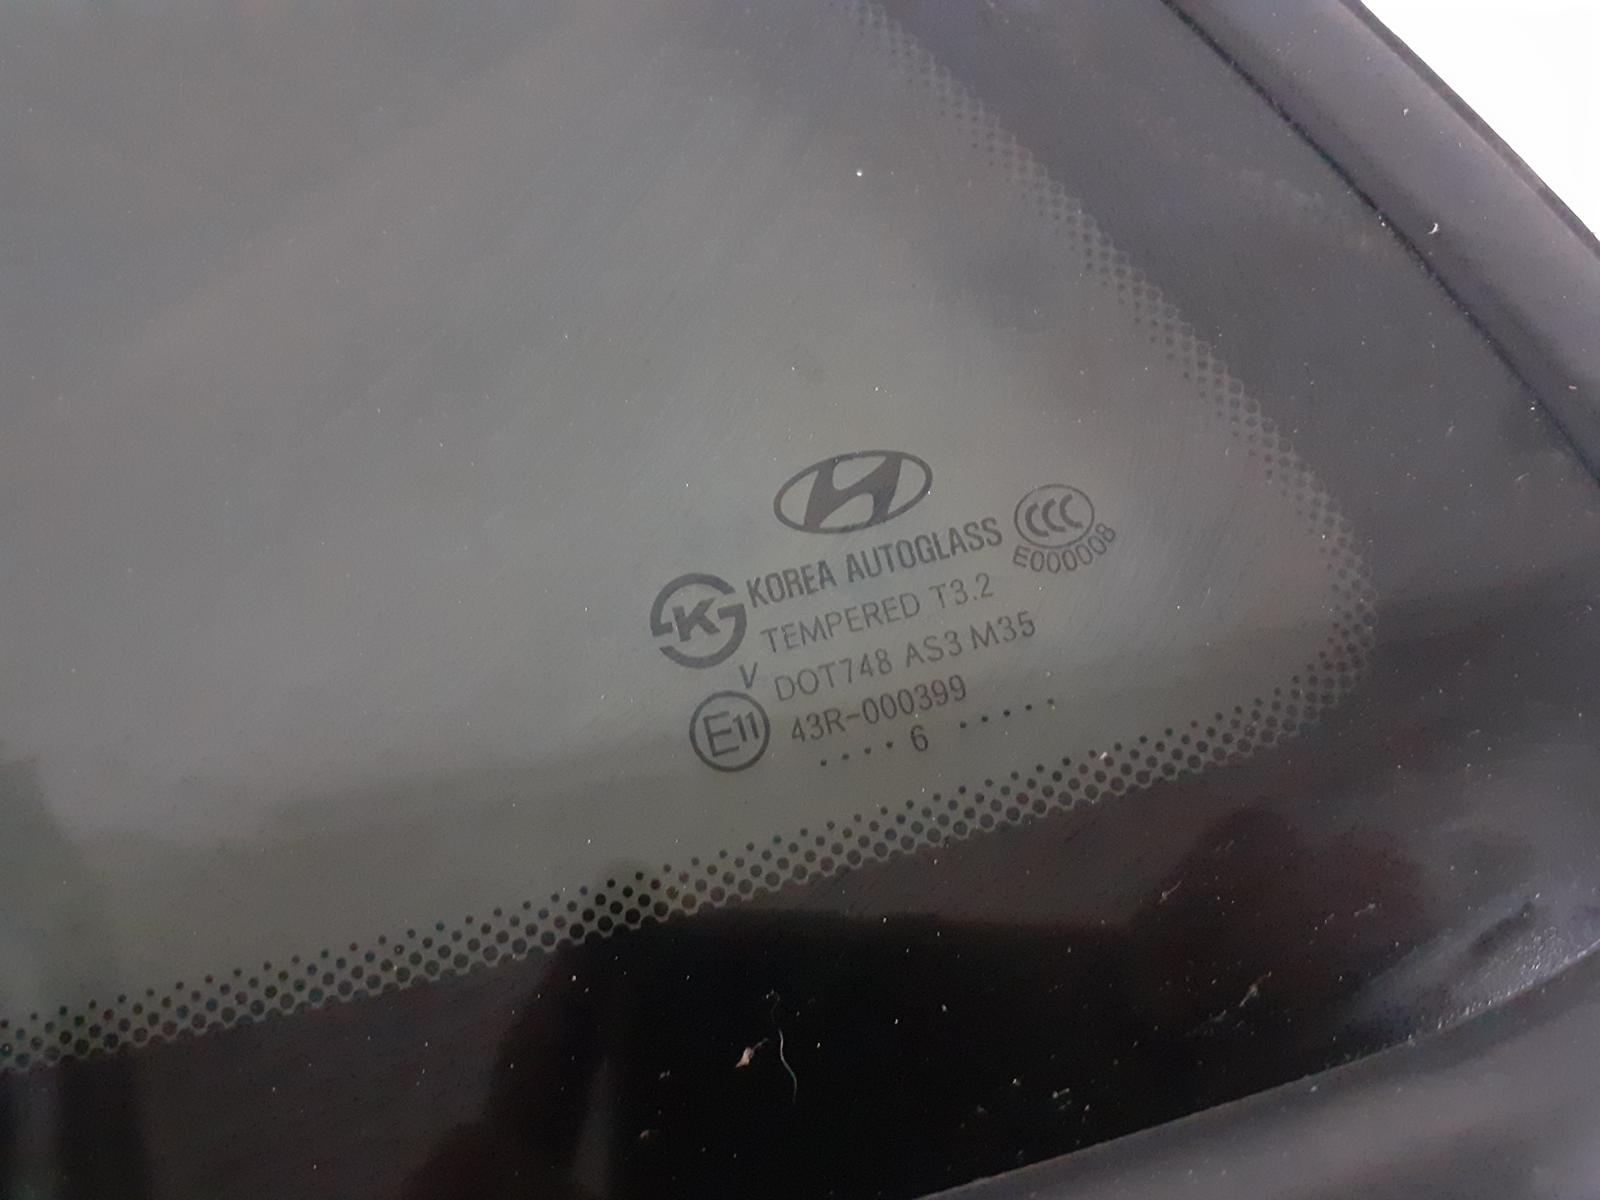 KOREA AUTOGLASS
CCC
E000008
K
TEMPERED T3.2
V DOT748 AS3 M35
E11 43R-000399
....6.....